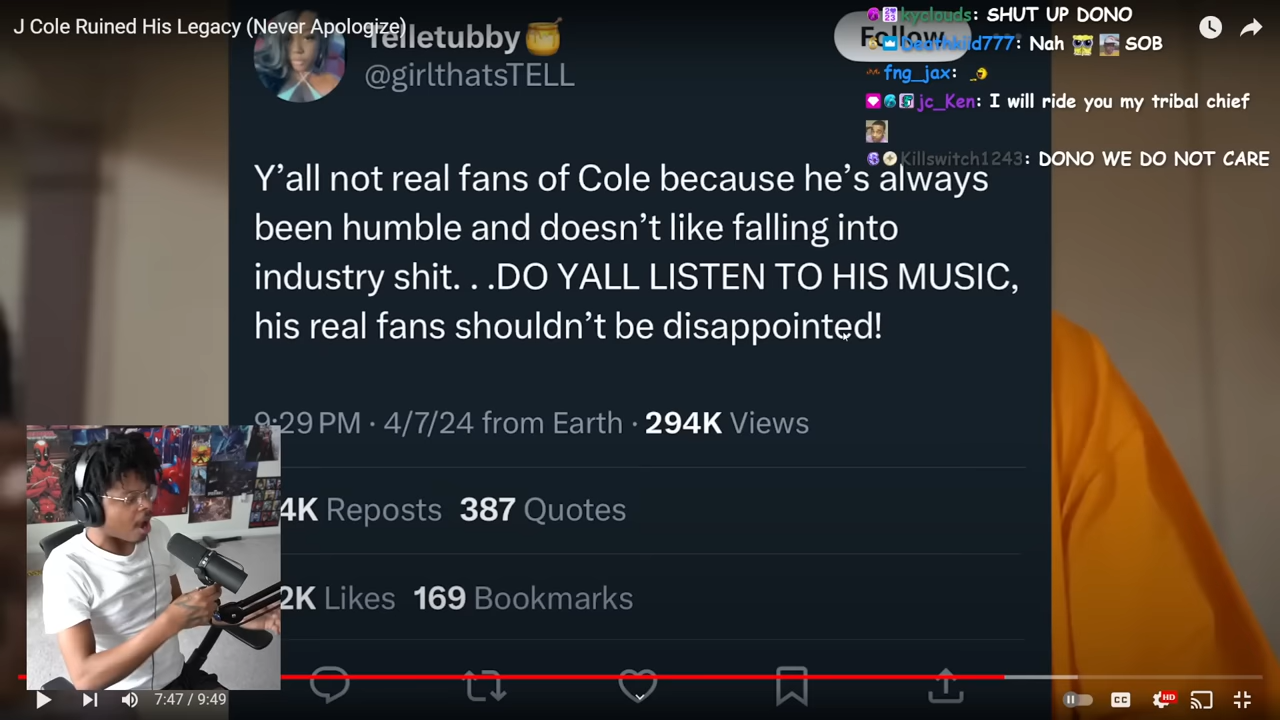 J Cole Ruined His Legacy (Never Apologize)
kyclouds: SHUT UP DONO
Deathkiid777: Nah SOB
fng_jax:
jc_Ken: I will ride you my tribal chief
Killswitch1243: DONO WE DO NOT CARE
Telletubby
@girlthatsTELL
Follow
Y’all not real fans of Cole because he’s always
been humble and doesn’t like falling into
industry shit. . .DO YALL LISTEN TO HIS MUSIC,
his real fans shouldn’t be disappointed!
9:29 PM · 4/7/24 from Earth · 294K Views
4K Reposts 387 Quotes
2K Likes 169 Bookmarks
7:47 / 9:49
CC
HD